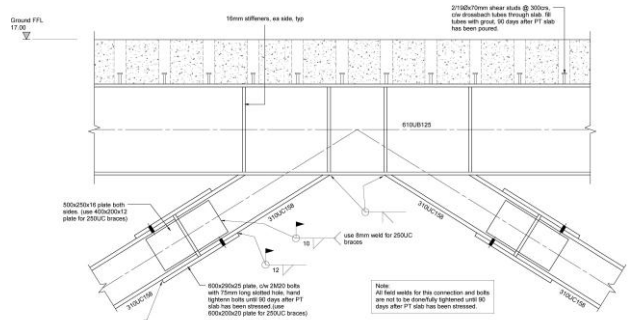 Ground FFL
17.06
16mm stiffeners, ea side, typ
2/19Øx70mm shear studs @ 300crs,
c/w drossbach tubes through slab. fill
tubes with grout, 90 days after PT slab
has been poured.
610UB125
500x250x16 plate both
sides. (use 400x200x12
plate for 250UC braces)
310UC158
310UC158
use 8mm weld for 250UC
braces
10
12
600x200x25 plate, c/w 2M20 bolts
with 75mm long slotted hole, hand
tighten bolts until 90 days after PT
slab has been stressed.(use
600x200x20 plate for 250UC braces)
Note:
All field welds for this connection and bolts
are not to be done/fully tightened until 90
days after PT slab has been stressed.
310UC158
310UC158